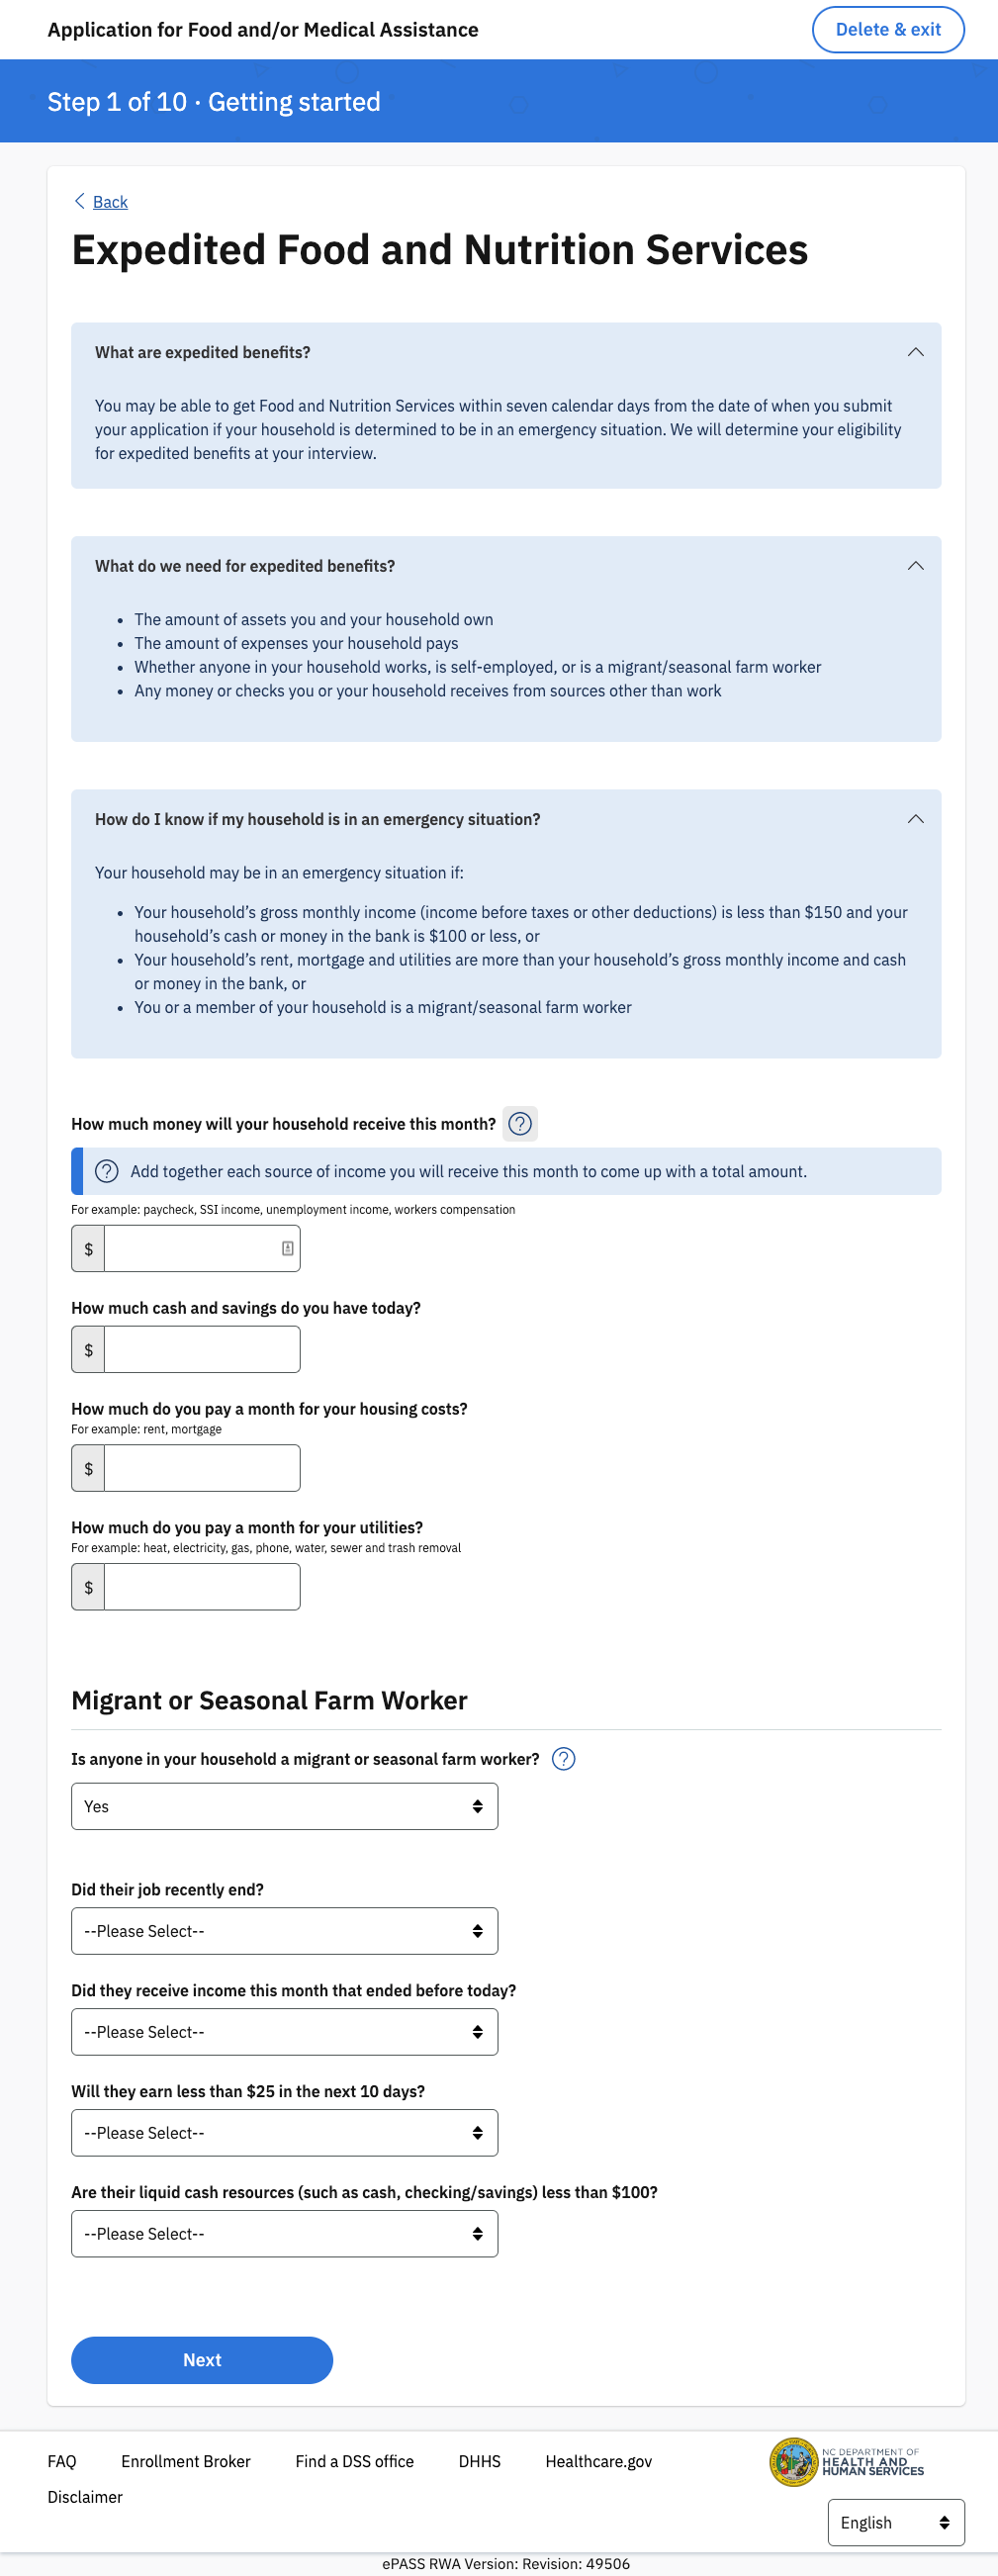 Application for Food and/or Medical Assistance
Delete & exit
Step 1 of 10 · Getting started
Back
Expedited Food and Nutrition Services
What are expedited benefits?
You may be able to get Food and Nutrition Services within seven calendar days from the date of when you submit
your application if your household is determined to be in an emergency situation. We will determine your eligibility
for expedited benefits at your interview.
What do we need for expedited benefits?
• The amount of assets you and your household own
• The amount of expenses your household pays
• Whether anyone in your household works, is self-employed, or is a migrant/seasonal farm worker
• Any money or checks you or your household receives from sources other than work
How do I know if my household is in an emergency situation?
Your household may be in an emergency situation if:
• Your household’s gross monthly income (income before taxes or other deductions) is less than $150 and your
household’s cash or money in the bank is $100 or less, or
• Your household’s rent, mortgage and utilities are more than your household’s gross monthly income and cash
or money in the bank, or
• You or a member of your household is a migrant/seasonal farm worker
How much money will your household receive this month? ?
? Add together each source of income you will receive this month to come up with a total amount.
For example: paycheck, SSI income, unemployment income, workers compensation
$
How much cash and savings do you have today?
$
How much do you pay a month for your housing costs?
For example: rent, mortgage
$
How much do you pay a month for your utilities?
For example: heat, electricity, gas, phone, water, sewer and trash removal
$
Migrant or Seasonal Farm Worker
Is anyone in your household a migrant or seasonal farm worker? ?
Yes
Did their job recently end?
--Please Select--
Did they receive income this month that ended before today?
--Please Select--
Will they earn less than $25 in the next 10 days?
--Please Select--
Are their liquid cash resources (such as cash, checking/savings) less than $100?
--Please Select--
Next
FAQ Enrollment Broker Find a DSS office DHHS Healthcare.gov
Disclaimer
NC DEPARTMENT OF
HEALTH AND
HUMAN SERVICES
English
ePASS RWA Version: Revision: 49506